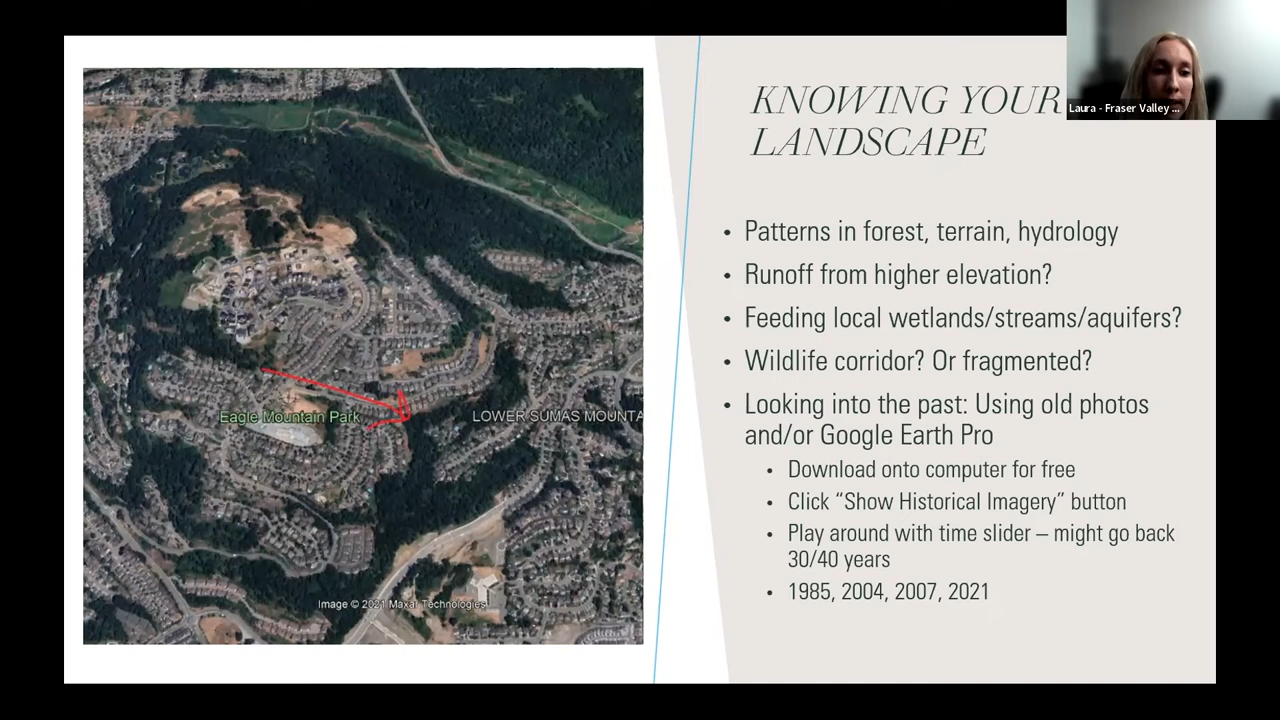 KNOWING YOUR
LANDSCAPE
Laura - Fraser Valley ...
• Patterns in forest, terrain, hydrology
• Runoff from higher elevation?
• Feeding local wetlands/streams/aquifers?
• Wildlife corridor? Or fragmented?
• Looking into the past: Using old photos
and/or Google Earth Pro
• Download onto computer for free
• Click “Show Historical Imagery” button
• Play around with time slider – might go back
30/40 years
• 1985, 2004, 2007, 2021
Eagle Mountain Park
LOWER SUMAS MOUNTA
Image © 2021 Maxar Technologies